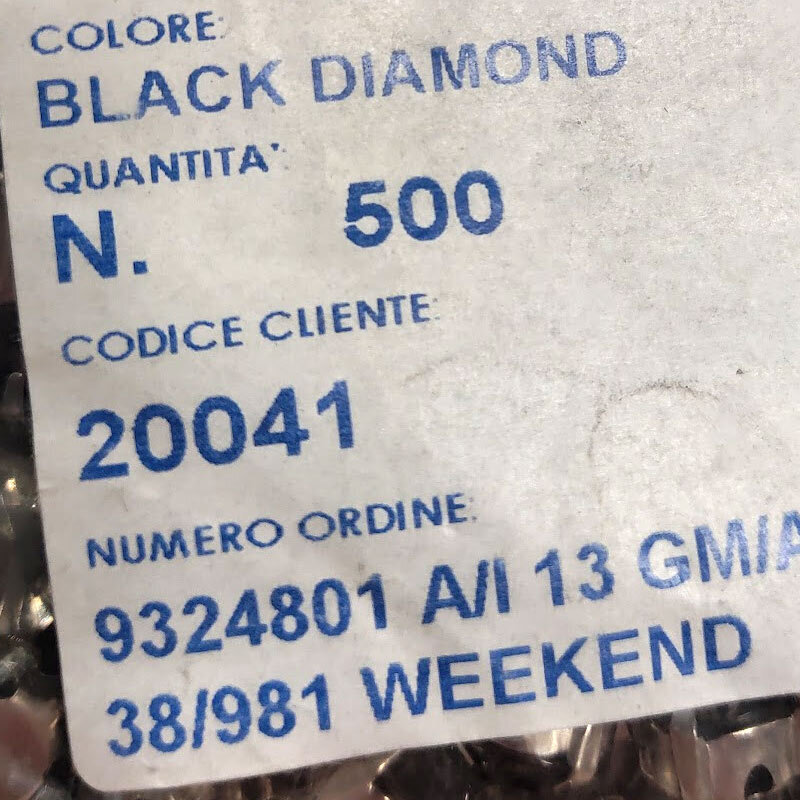 COLORE:
BLACK DIAMOND
QUANTITA':
N. 500
CODICE CLIENTE:
20041
NUMERO ORDINE:
9324801 A/I 13 GM/A
38/981 WEEKEND